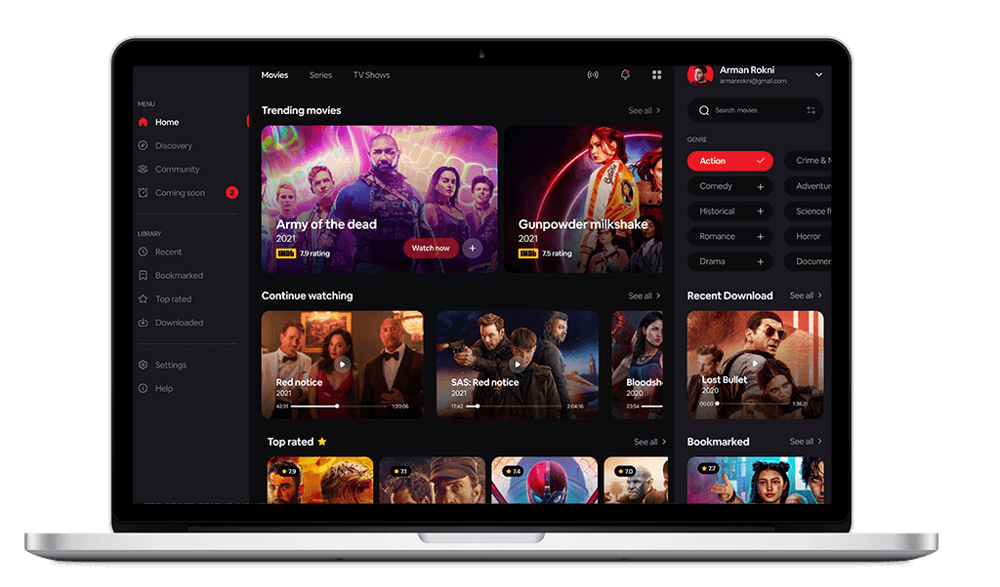 MENU
Home
Discovery
Community
Coming soon 2
LIBRARY
Recent
Bookmarked
Top rated
Downloaded
Settings
Help
Movies Series TV Shows
Trending movies See all
Army of the dead
2021
IMDb 7.9 rating
Watch now +
Gunpowder milkshake
2021
IMDb 7.5 rating
Continue watching See all
Red notice
2021
42:31 1:20:06
SAS: Red notice
2021
17:42 2:04:16
Bloodsh
2020
23:54
Top rated See all
7.9
7.1
7.4
7.0
Arman Rokni
armanrokni@gmail.com
Search movies
GENRE
Action Crime & M
Comedy + Adventur
Historical + Science fi
Romance + Horror
Drama + Documen
Recent Download See all
Lost Bullet
2020
00:00 1:36:21
Bookmarked See all
7.7